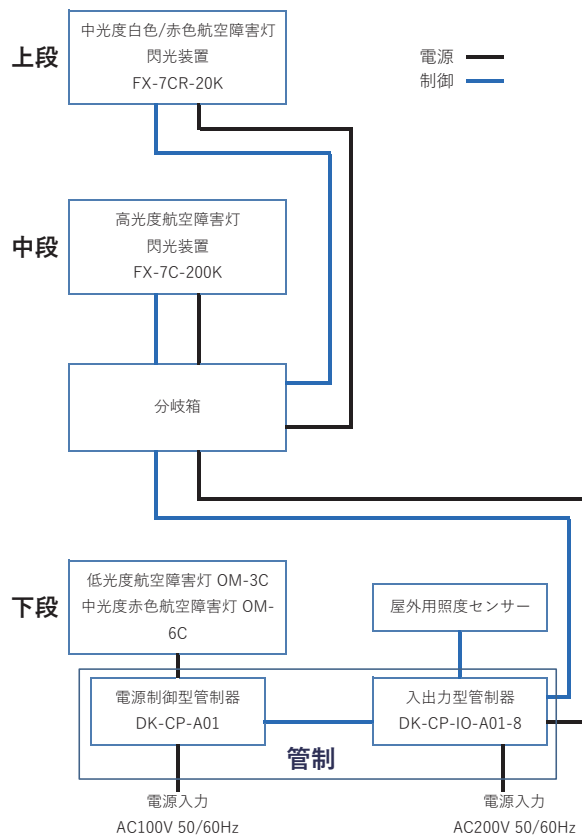 上段
中光度白色/赤色航空障害灯
閃光装置
FX-7CR-20K
電源
制御
中段
高光度航空障害灯
閃光装置
FX-7C-200K
分岐箱
下段
低光度航空障害灯 OM-3C
中光度赤色航空障害灯 OM-
6C
屋外用照度センサー
電源制御型管制器
DK-CP-A01
入出力型管制器
DK-CP-IO-A01-8
管制
電源入力
AC100V 50/60Hz
電源入力
AC200V 50/60Hz